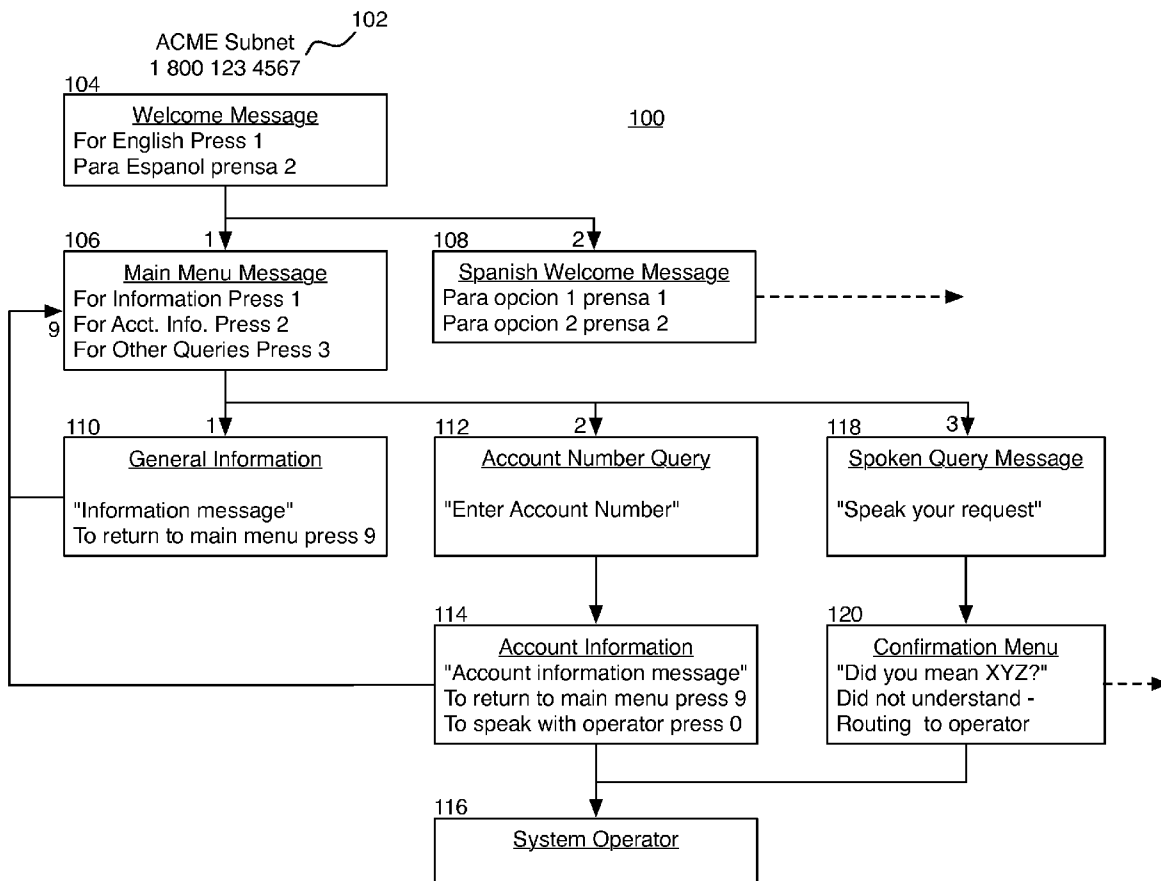 102
ACME Subnet
1 800 123 4567
104
Welcome Message
For English Press 1
Para Espanol prensa 2
100
106
1
Main Menu Message
For Information Press 1
For Acct. Info. Press 2
For Other Queries Press 3
9
108
2
Spanish Welcome Message
Para opcion 1 prensa 1
Para opcion 2 prensa 2
110
1
General Information
"Information message"
To return to main menu press 9
112
2
Account Number Query
"Enter Account Number"
118
3
Spoken Query Message
"Speak your request"
114
Account Information
"Account information message"
To return to main menu press 9
To speak with operator press 0
120
Confirmation Menu
"Did you mean XYZ?"
Did not understand -
Routing to operator
116
System Operator